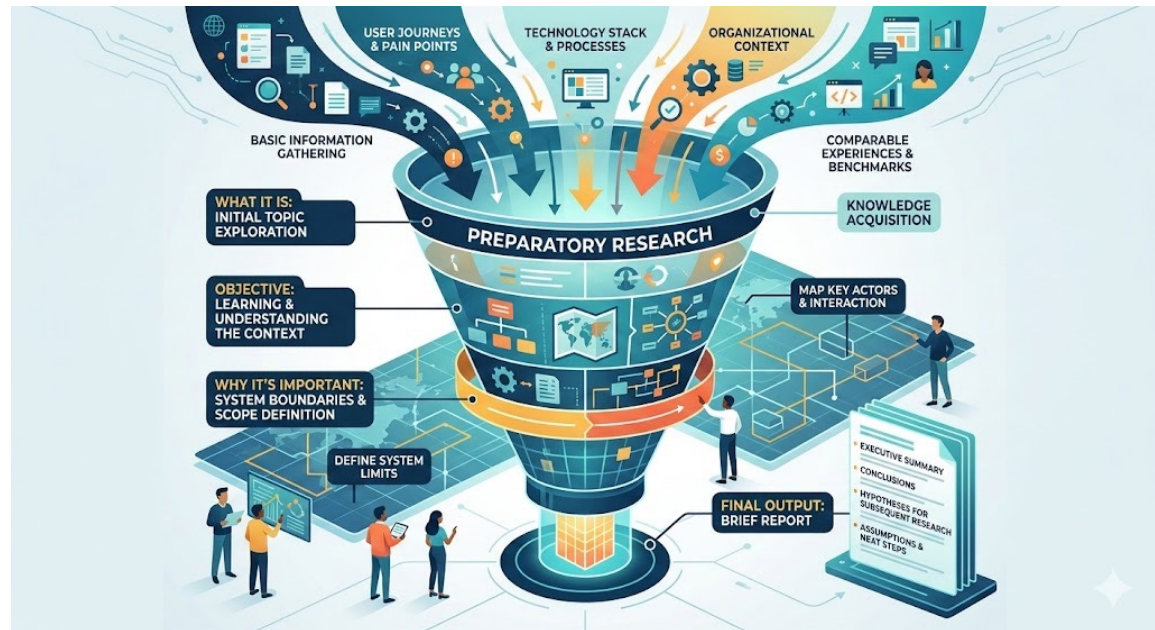 USER JOURNEYS
& PAIN POINTS
TECHNOLOGY STACK
& PROCESSES
ORGANIZATIONAL
CONTEXT
BASIC INFORMATION
GATHERING
COMPARABLE
EXPERIENCES &
BENCHMARKS
WHAT IT IS:
INITIAL TOPIC
EXPLORATION
KNOWLEDGE
ACQUISITION
PREPARATORY RESEARCH
OBJECTIVE:
LEARNING &
UNDERSTANDING
THE CONTEXT
MAP KEY ACTORS
& INTERACTION
WHY IT'S IMPORTANT:
SYSTEM BOUNDARIES &
SCOPE DEFINITION
DEFINE SYSTEM
LIMITS
FINAL OUTPUT:
BRIEF REPORT
EXECUTIVE SUMMARY
CONCLUSIONS
HYPOTHESES FOR
SUBSEQUENT RESEARCH
ASSUMPTIONS &
NEAT STEPS